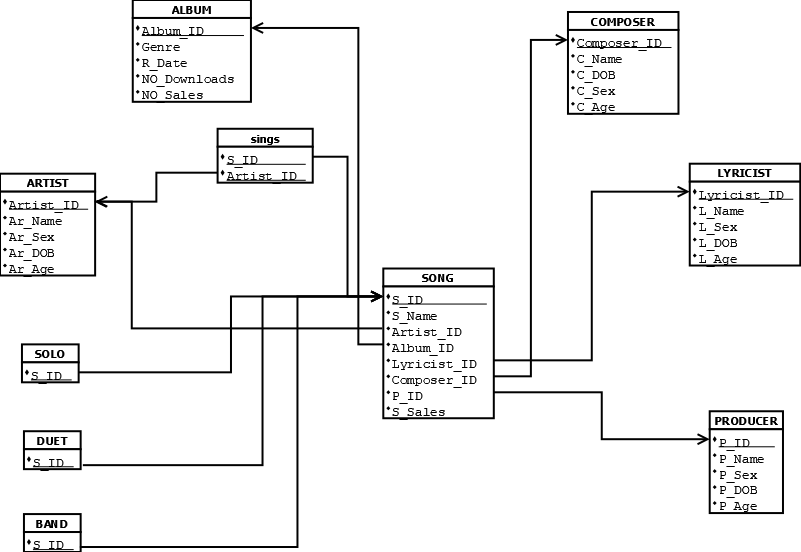 ALBUM
Album_ID
Genre
R_Date
NO_Downloads
NO_Sales
COMPOSER
Composer_ID
C_Name
C_DOB
C_Sex
C_Age
sings
S_ID
Artist_ID
ARTIST
Artist_ID
Ar_Name
Ar_Sex
Ar_DOB
Ar_Age
LYRICIST
Lyricist_ID
L_Name
L_Sex
L_DOB
L_Age
SONG
S_ID
S_Name
Artist_ID
Album_ID
Lyricist_ID
Composer_ID
P_ID
S_Sales
SOLO
S_ID
DUET
S_ID
BAND
S_ID
PRODUCER
P_ID
P_Name
P_Sex
P_DOB
P_Age